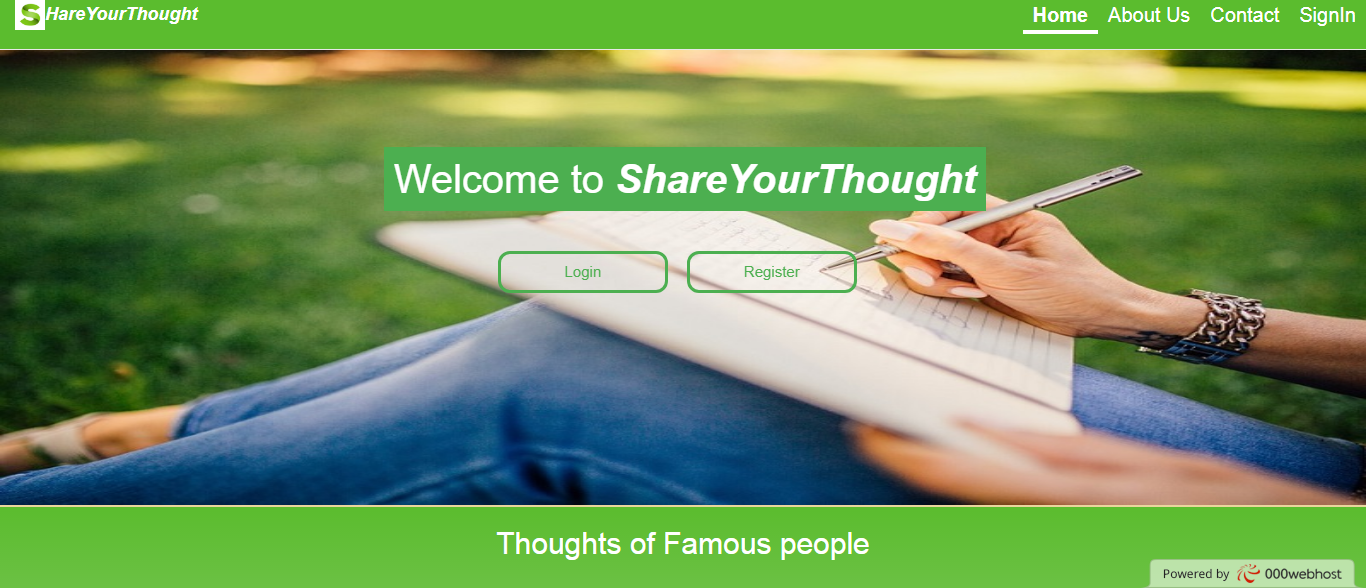 SHareYourThought
Home About Us Contact SignIn
Welcome to ShareYourThought
Login Register
Thoughts of Famous people
Powered by 000webhost